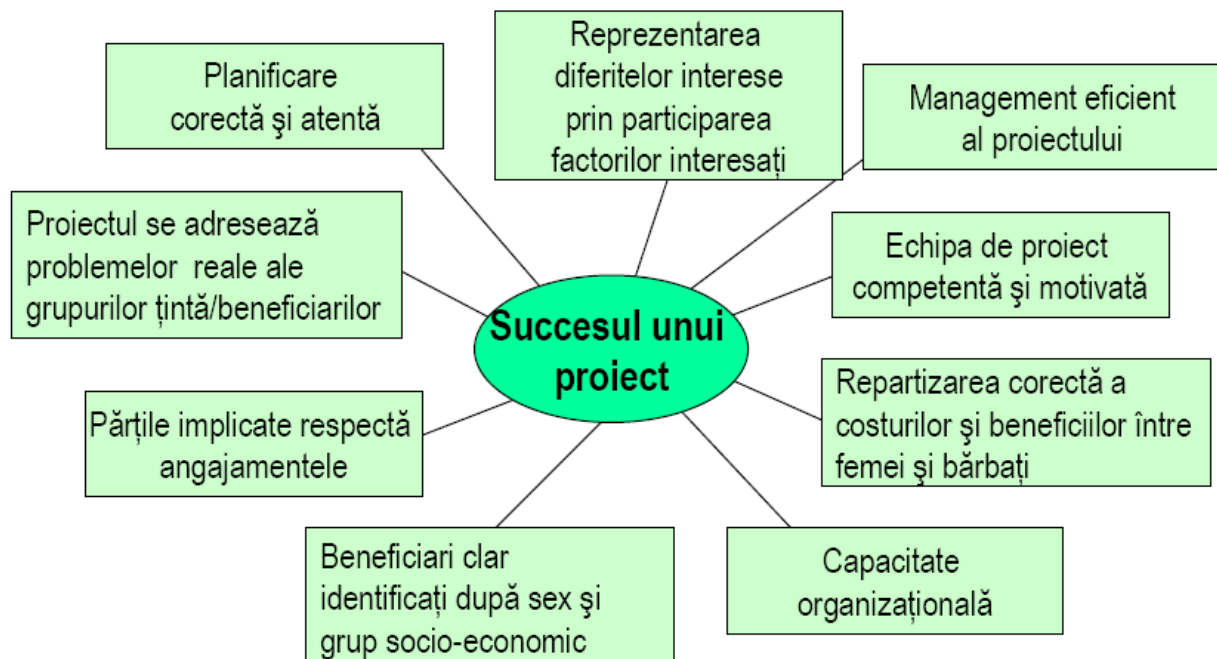 Planificare
corectă şi atentă
Reprezentarea
diferitelor interese
prin participarea
factorilor interesaţi
Management eficient
al proiectului
Proiectul se adresează
problemelor reale ale
grupurilor ţintă/beneficiarilor
Echipa de proiect
competentă şi motivată
Succesul unui
proiect
Părţile implicate respectă
angajamentele
Repartizarea corectă a
costurilor şi beneficiilor între
femei şi bărbaţi
Beneficiari clar
identificaţi după sex şi
grup socio-economic
Capacitate
organizaţională